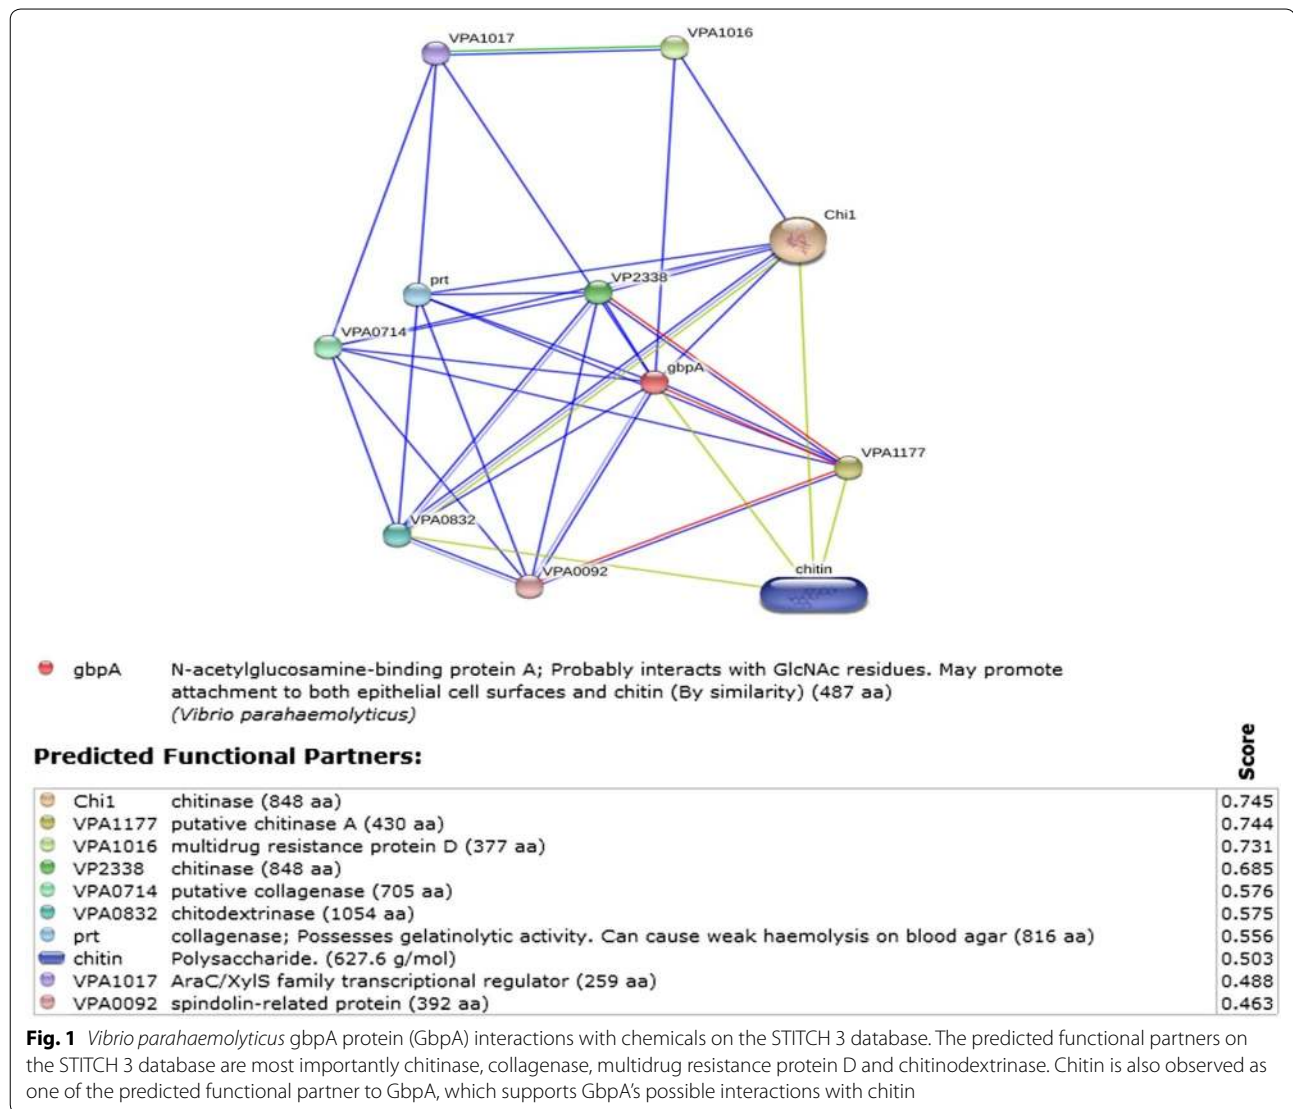 VPA1017
VPA1016
Chi1
prt
VP2338
VPA0714
gbpA
VPA1177
VPA0832
VPA0092
chitin
gbpA N-acetylglucosamine-binding protein A; Probably interacts with GlcNAc residues. May promote
attachment to both epithelial cell surfaces and chitin (By similarity) (487 aa)
(Vibrio parahaemolyticus)
Predicted Functional Partners:
Score
Chi1 chitinase (848 aa) 0.745
VPA1177 putative chitinase A (430 aa) 0.744
VPA1016 multidrug resistance protein D (377 aa) 0.731
VP2338 chitinase (848 aa) 0.685
VPA0714 putative collagenase (705 aa) 0.576
VPA0832 chitodextrinase (1054 aa) 0.575
prt collagenase; Possesses gelatinolytic activity. Can cause weak haemolysis on blood agar (816 aa) 0.556
chitin Polysaccharide. (627.6 g/mol) 0.503
VPA1017 AraC/XylS family transcriptional regulator (259 aa) 0.488
VPA0092 spindolin-related protein (392 aa) 0.463
Fig. 1 Vibrio parahaemolyticus gbpA protein (GbpA) interactions with chemicals on the STITCH 3 database. The predicted functional partners on
the STITCH 3 database are most importantly chitinase, collagenase, multidrug resistance protein D and chitinodextrinase. Chitin is also observed as
one of the predicted functional partner to GbpA, which supports GbpA's possible interactions with chitin